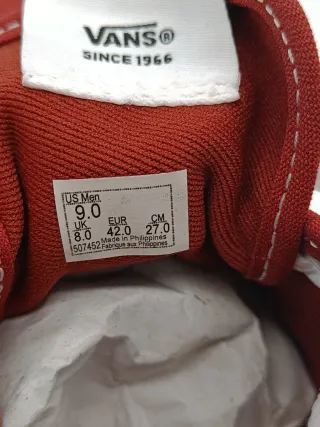 VANS®
SINCE 1966
US Men
9.0
UK EUR CM
8.0 42.0 27.0
507452 Made in Philippines
Fabriqué aux Philippines